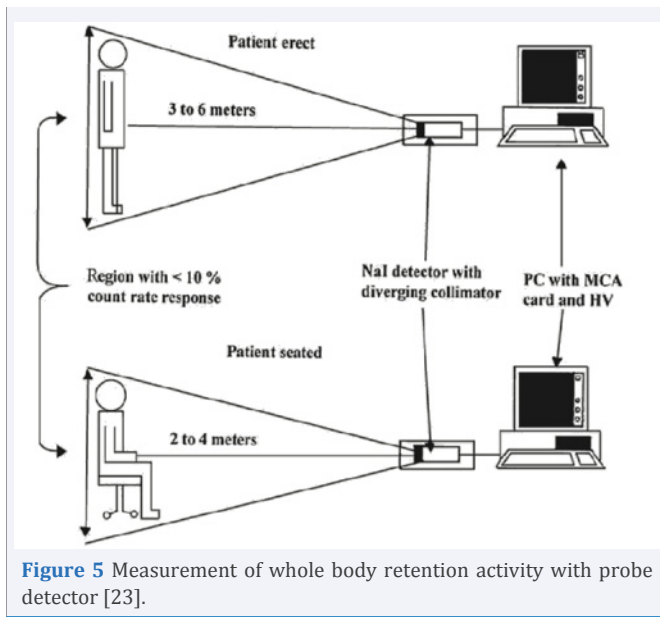 Patient erect
3 to 6 meters
Region with < 10 %
count rate response
NaI detector with
diverging collimator
PC with MCA
card and HV
Patient seated
2 to 4 meters
Figure 5 Measurement of whole body retention activity with probe
detector [23].